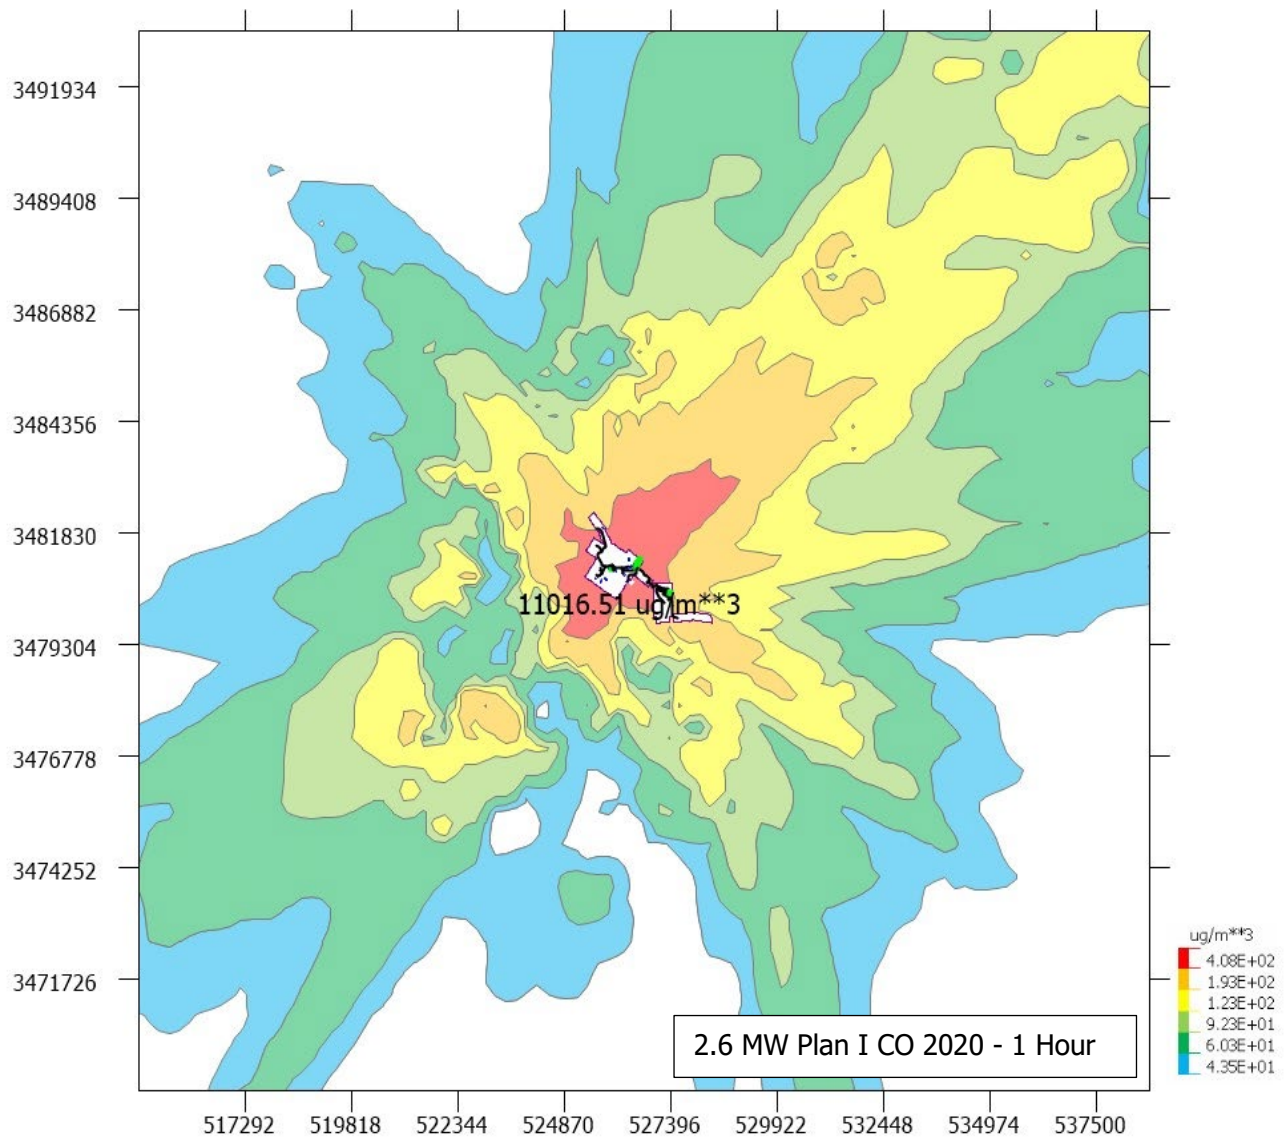 3491934
3489408
3486882
3484356
3481830
11016.51 ug/m**3
3479304
3476778
3474252
3471726
ug/m**3
4.08E+02
1.93E+02
1.23E+02
9.23E+01
6.03E+01
4.35E+01
2.6 MW Plan I CO 2020 - 1 Hour
517292 519818 522344 524870 527396 529922 532448 534974 537500